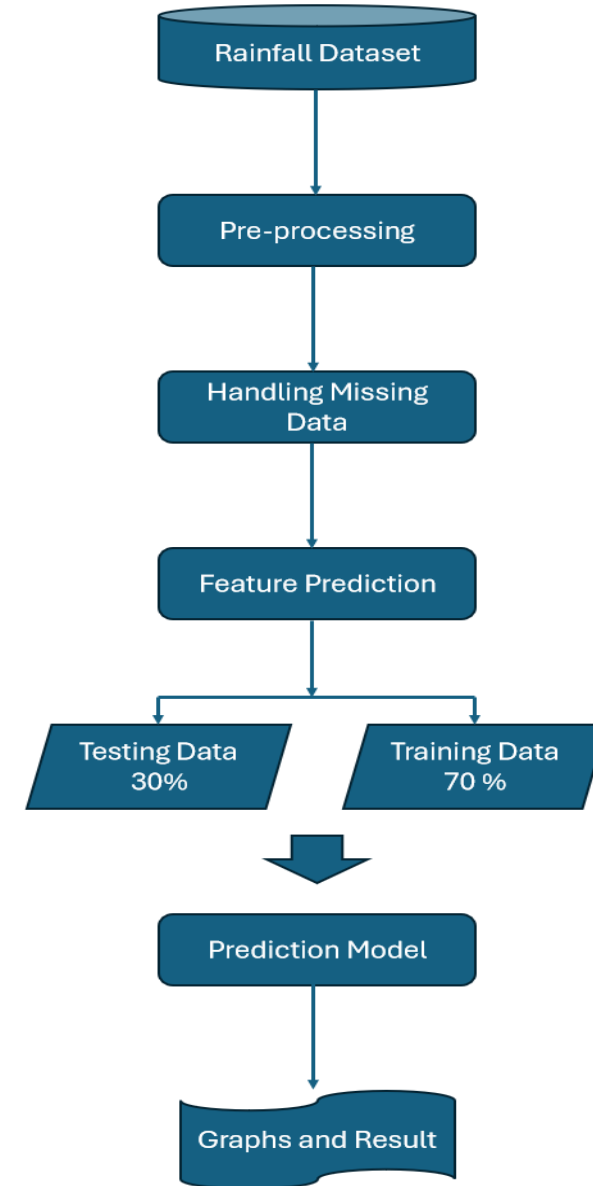 Rainfall Dataset
Pre-processing
Handling Missing
Data
Feature Prediction
Testing Data
30%
Training Data
70 %
Prediction Model
Graphs and Result